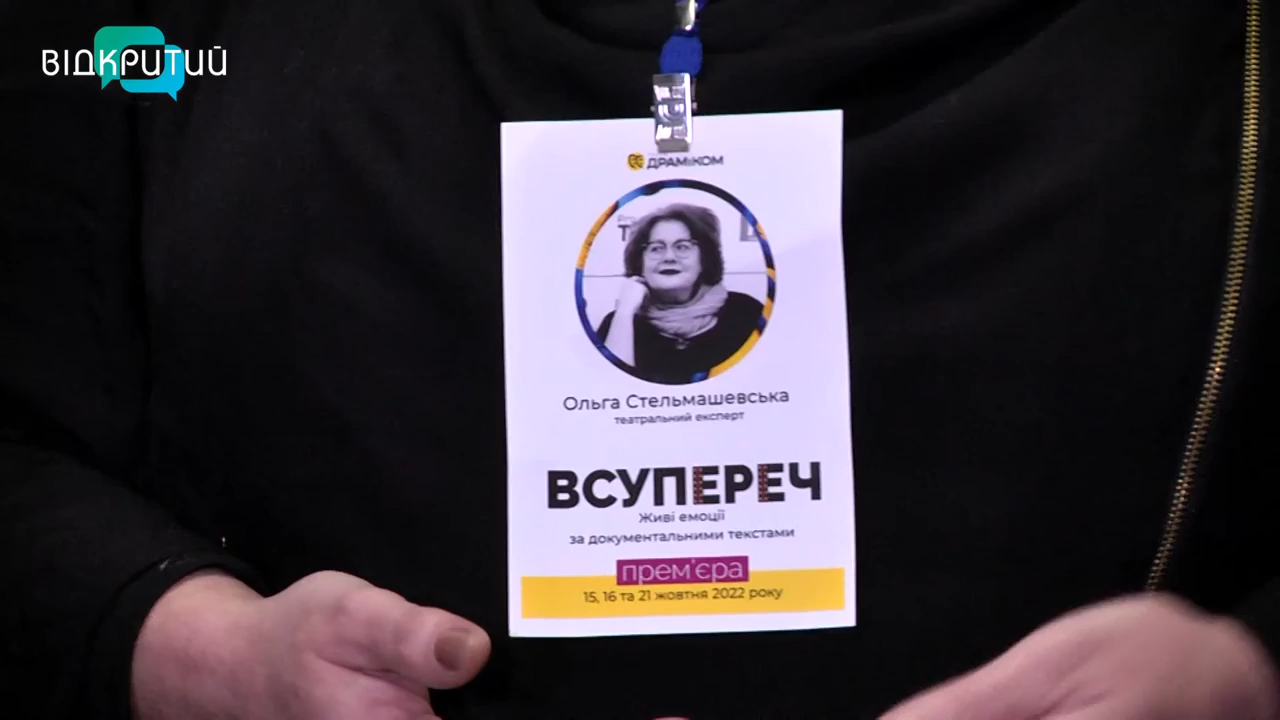 ВІДКРИТИЙ
ДРАМіКОМ
Ольга Стельмашевська
театральний експерт
ВСУПЕРЕЧ
Живі емоції
за документальними текстами
прем'єра
15, 16 та 21 жовтня 2022 року